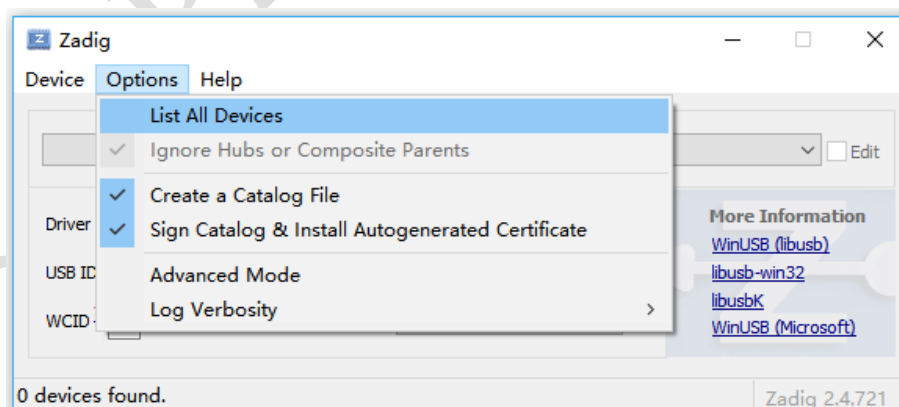 Zadig
Device Options Help
List All Devices
Ignore Hubs or Composite Parents
Edit
Create a Catalog File
Sign Catalog & Install Autogenerated Certificate
Advanced Mode
Log Verbosity
Driver
USB ID
WCID
More Information
WinUSB (libusb)
libusb-win32
libusbK
WinUSB (Microsoft)
0 devices found.
Zadig 2.4.721